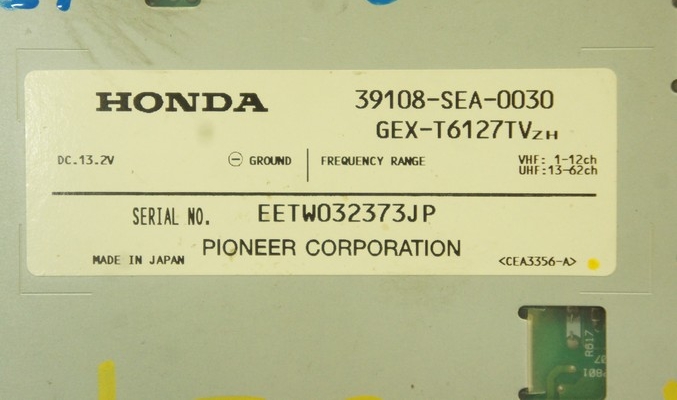 HONDA
39108-SEA-0030
GEX-T6127TVZH
DC.13.2V
⊖ GROUND
FREQUENCY RANGE
VHF: 1-12ch
UHF:13-62ch
SERIAL NO. EETW032373JP
PIONEER CORPORATION
MADE IN JAPAN
<CEA3356-A>
R617